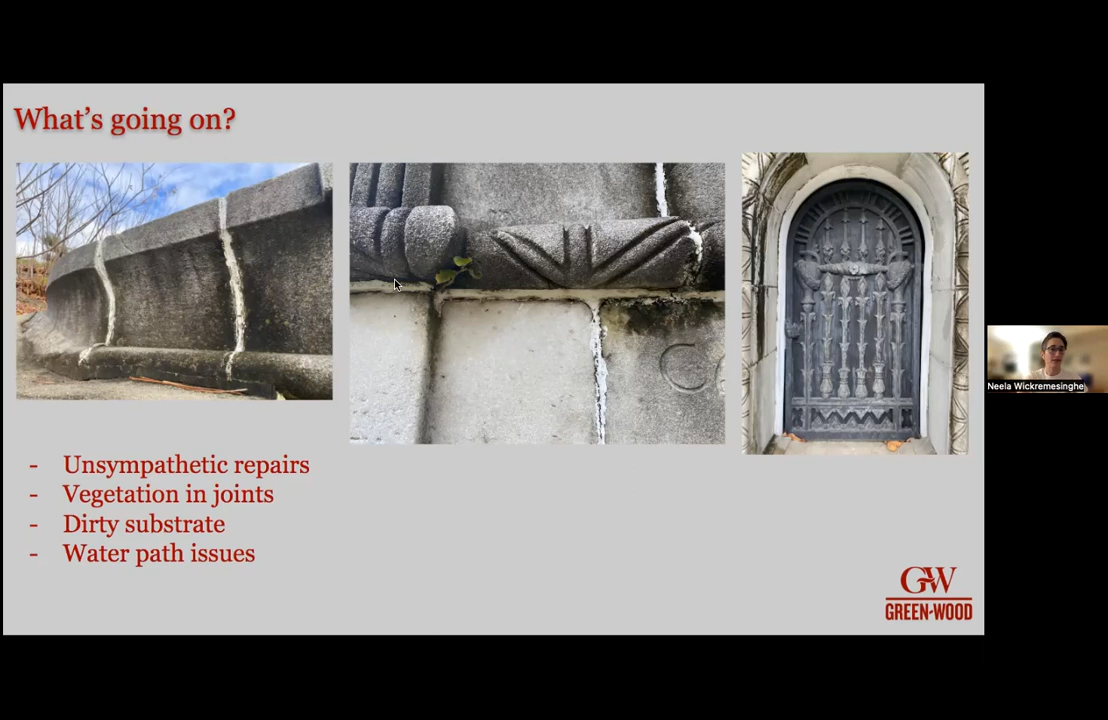 What's going on?
C
- Unsympathetic repairs
- Vegetation in joints
- Dirty substrate
- Water path issues
GW
GREEN-WOOD
Neela Wickremesinghe